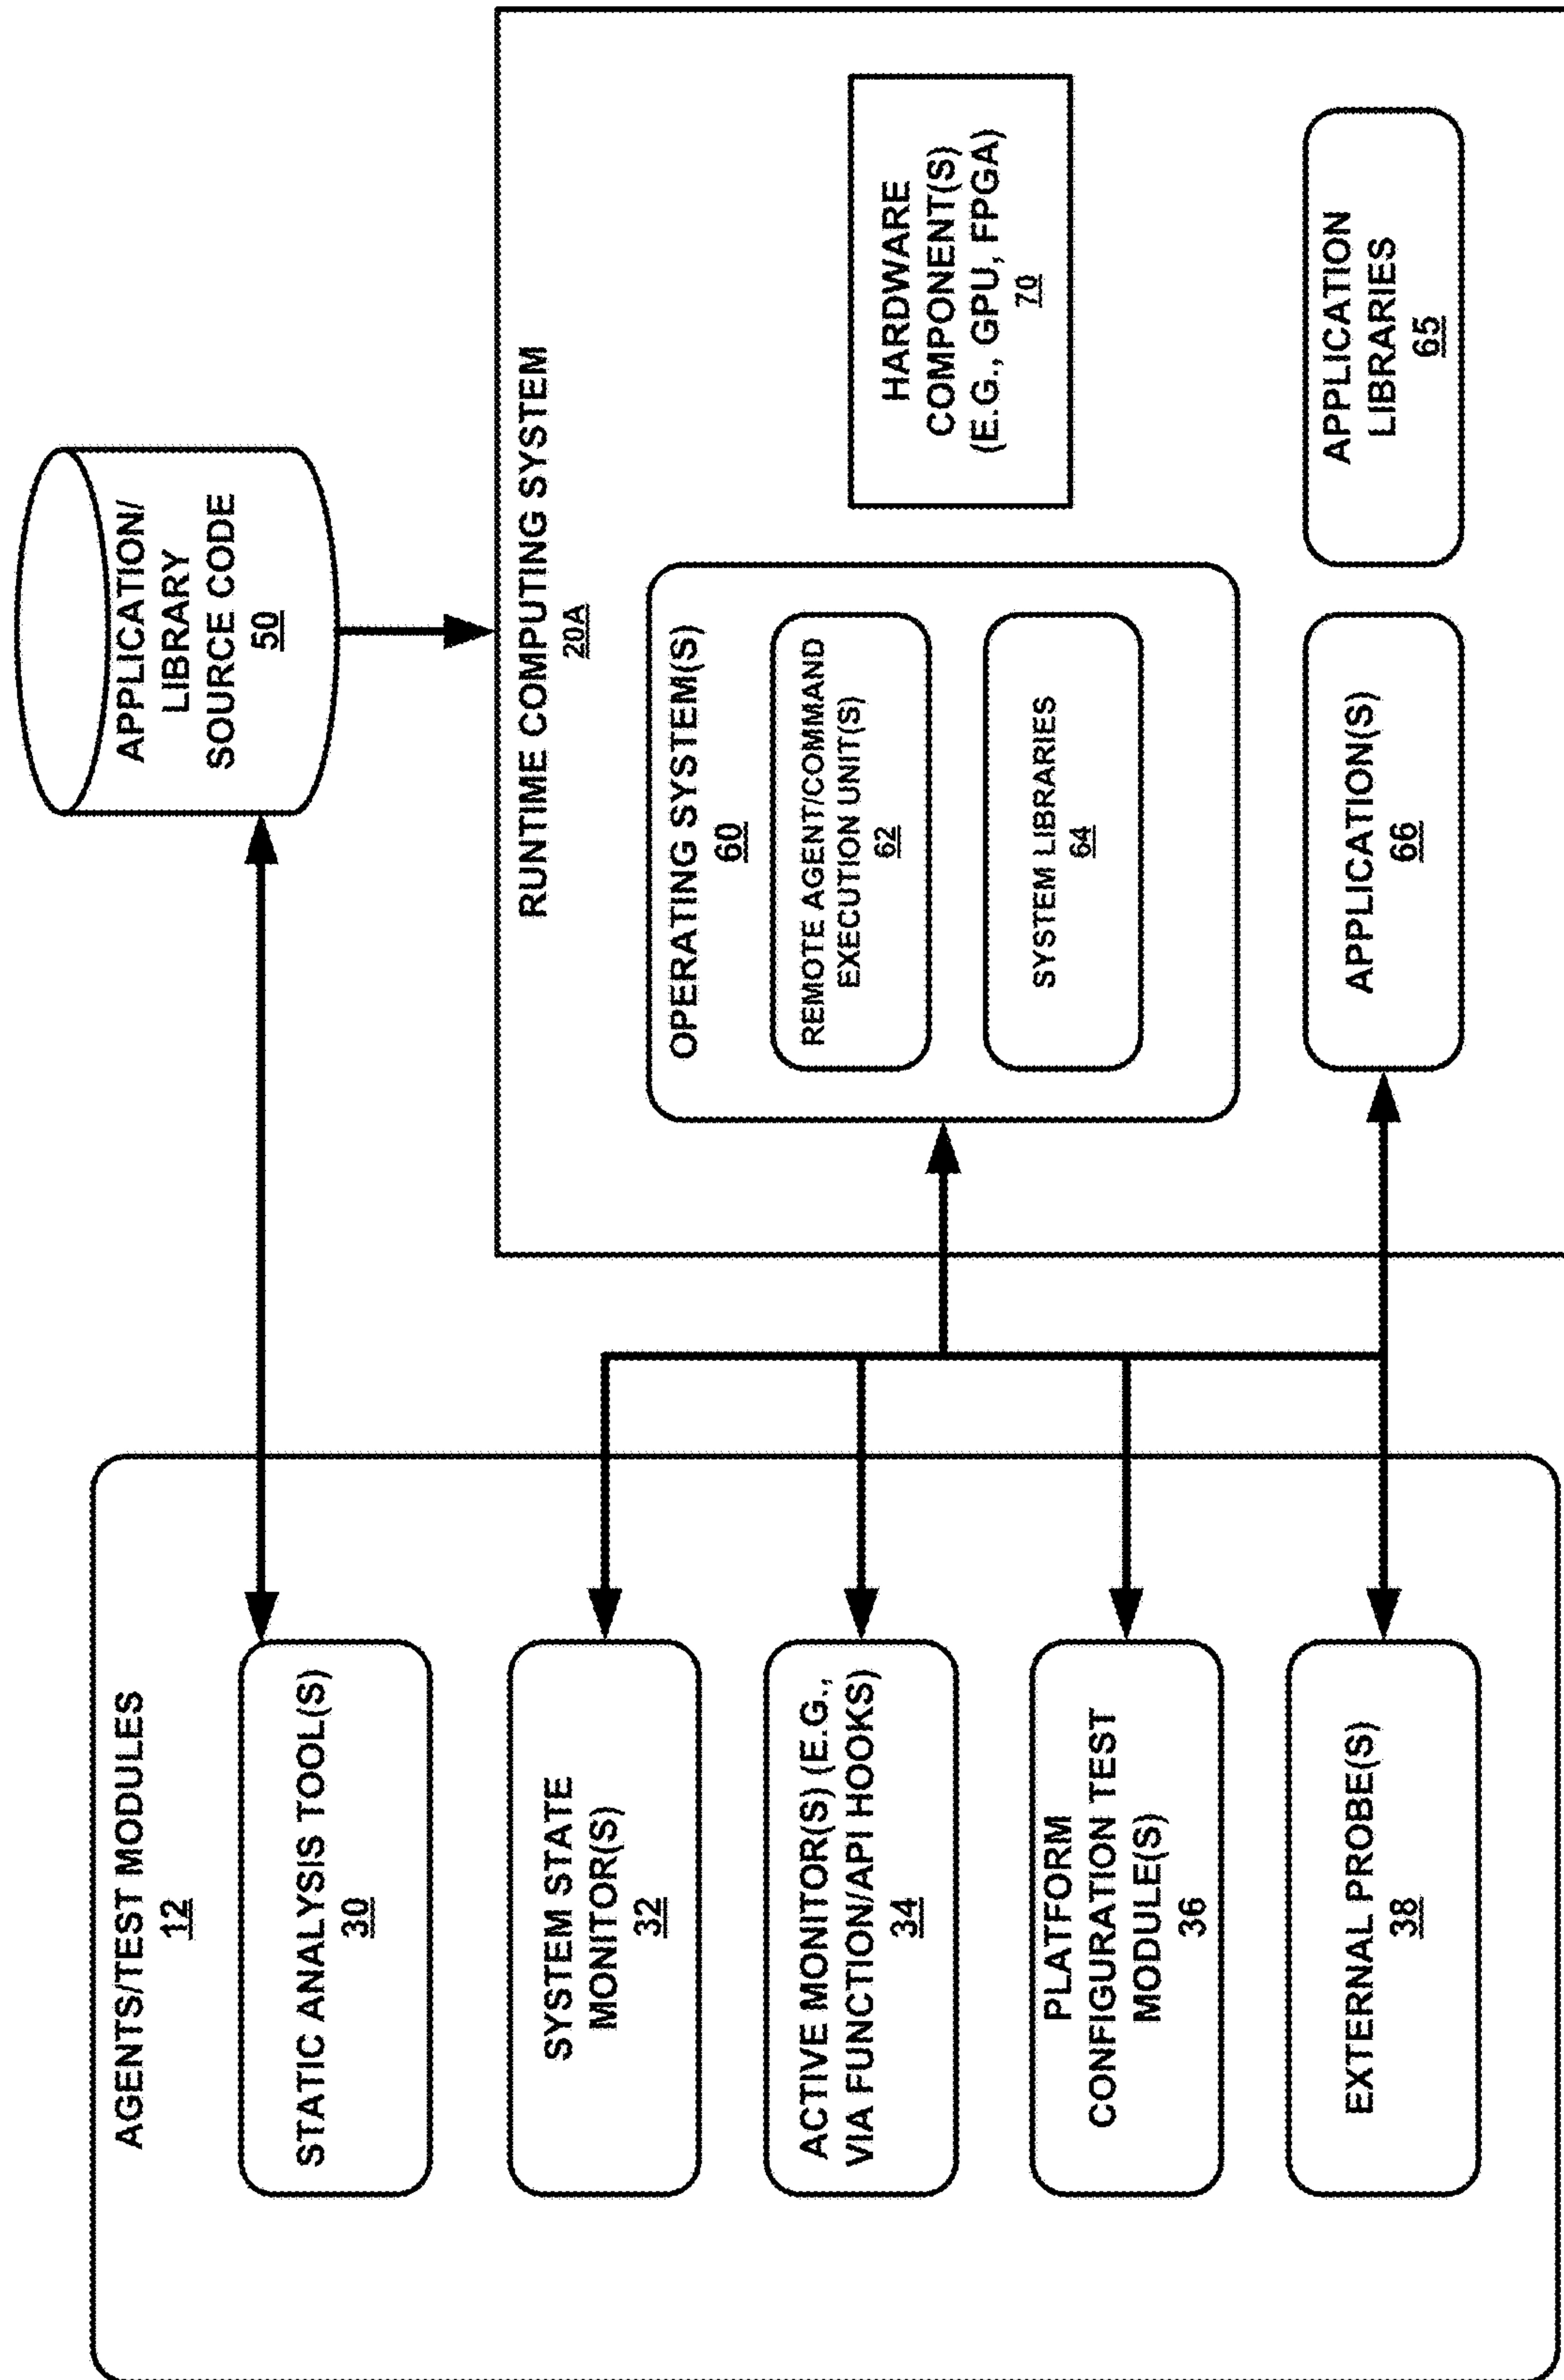 AGENTS/TEST MODULES
12
STATIC ANALYSIS TOOL(S)
30
SYSTEM STATE
MONITOR(S)
32
ACTIVE MONITOR(S) (E.G.,
VIA FUNCTION/API HOOKS)
34
PLATFORM
CONFIGURATION TEST
MODULE(S)
36
EXTERNAL PROBE(S)
38
APPLICATION/
LIBRARY
SOURCE CODE
50
RUNTIME COMPUTING SYSTEM
20A
OPERATING SYSTEM(S)
60
REMOTE AGENT/COMMAND
EXECUTION UNIT(S)
62
SYSTEM LIBRARIES
64
HARDWARE
COMPONENT(S)
(E.G., GPU, FPGA)
70
APPLICATION(S)
66
APPLICATION
LIBRARIES
65